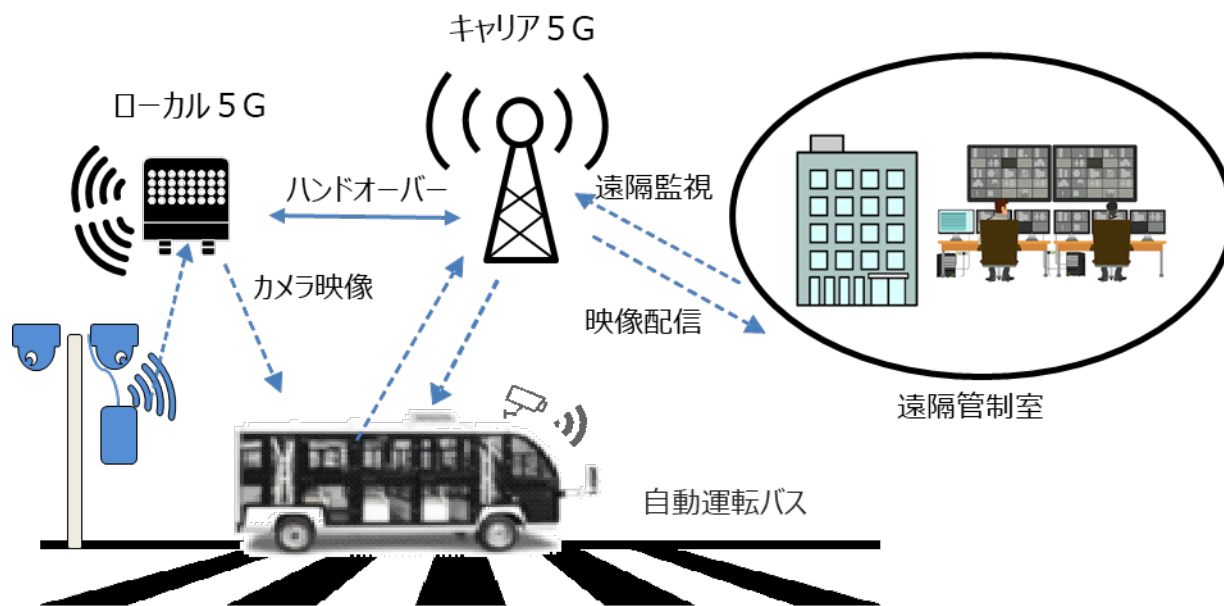 キャリア５Ｇ
ローカル５Ｇ
ハンドオーバー
遠隔監視
カメラ映像
映像配信
遠隔管制室
自動運転バス